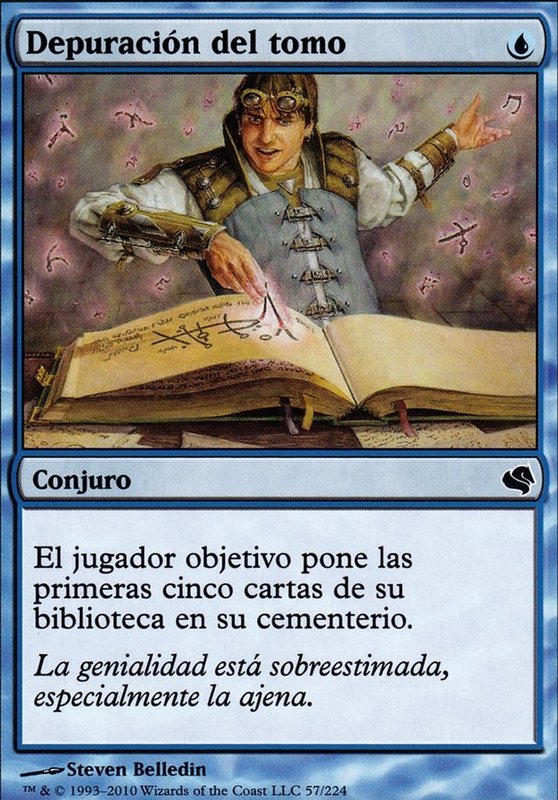 Depuración del tomo
Conjuro
El jugador objetivo pone las
primeras cinco cartas de su
biblioteca en su cementerio.
La genialidad está sobreestimada,
especialmente la ajena.
Steven Belledin
™ & © 1993–2010 Wizards of the Coast LLC 57/224